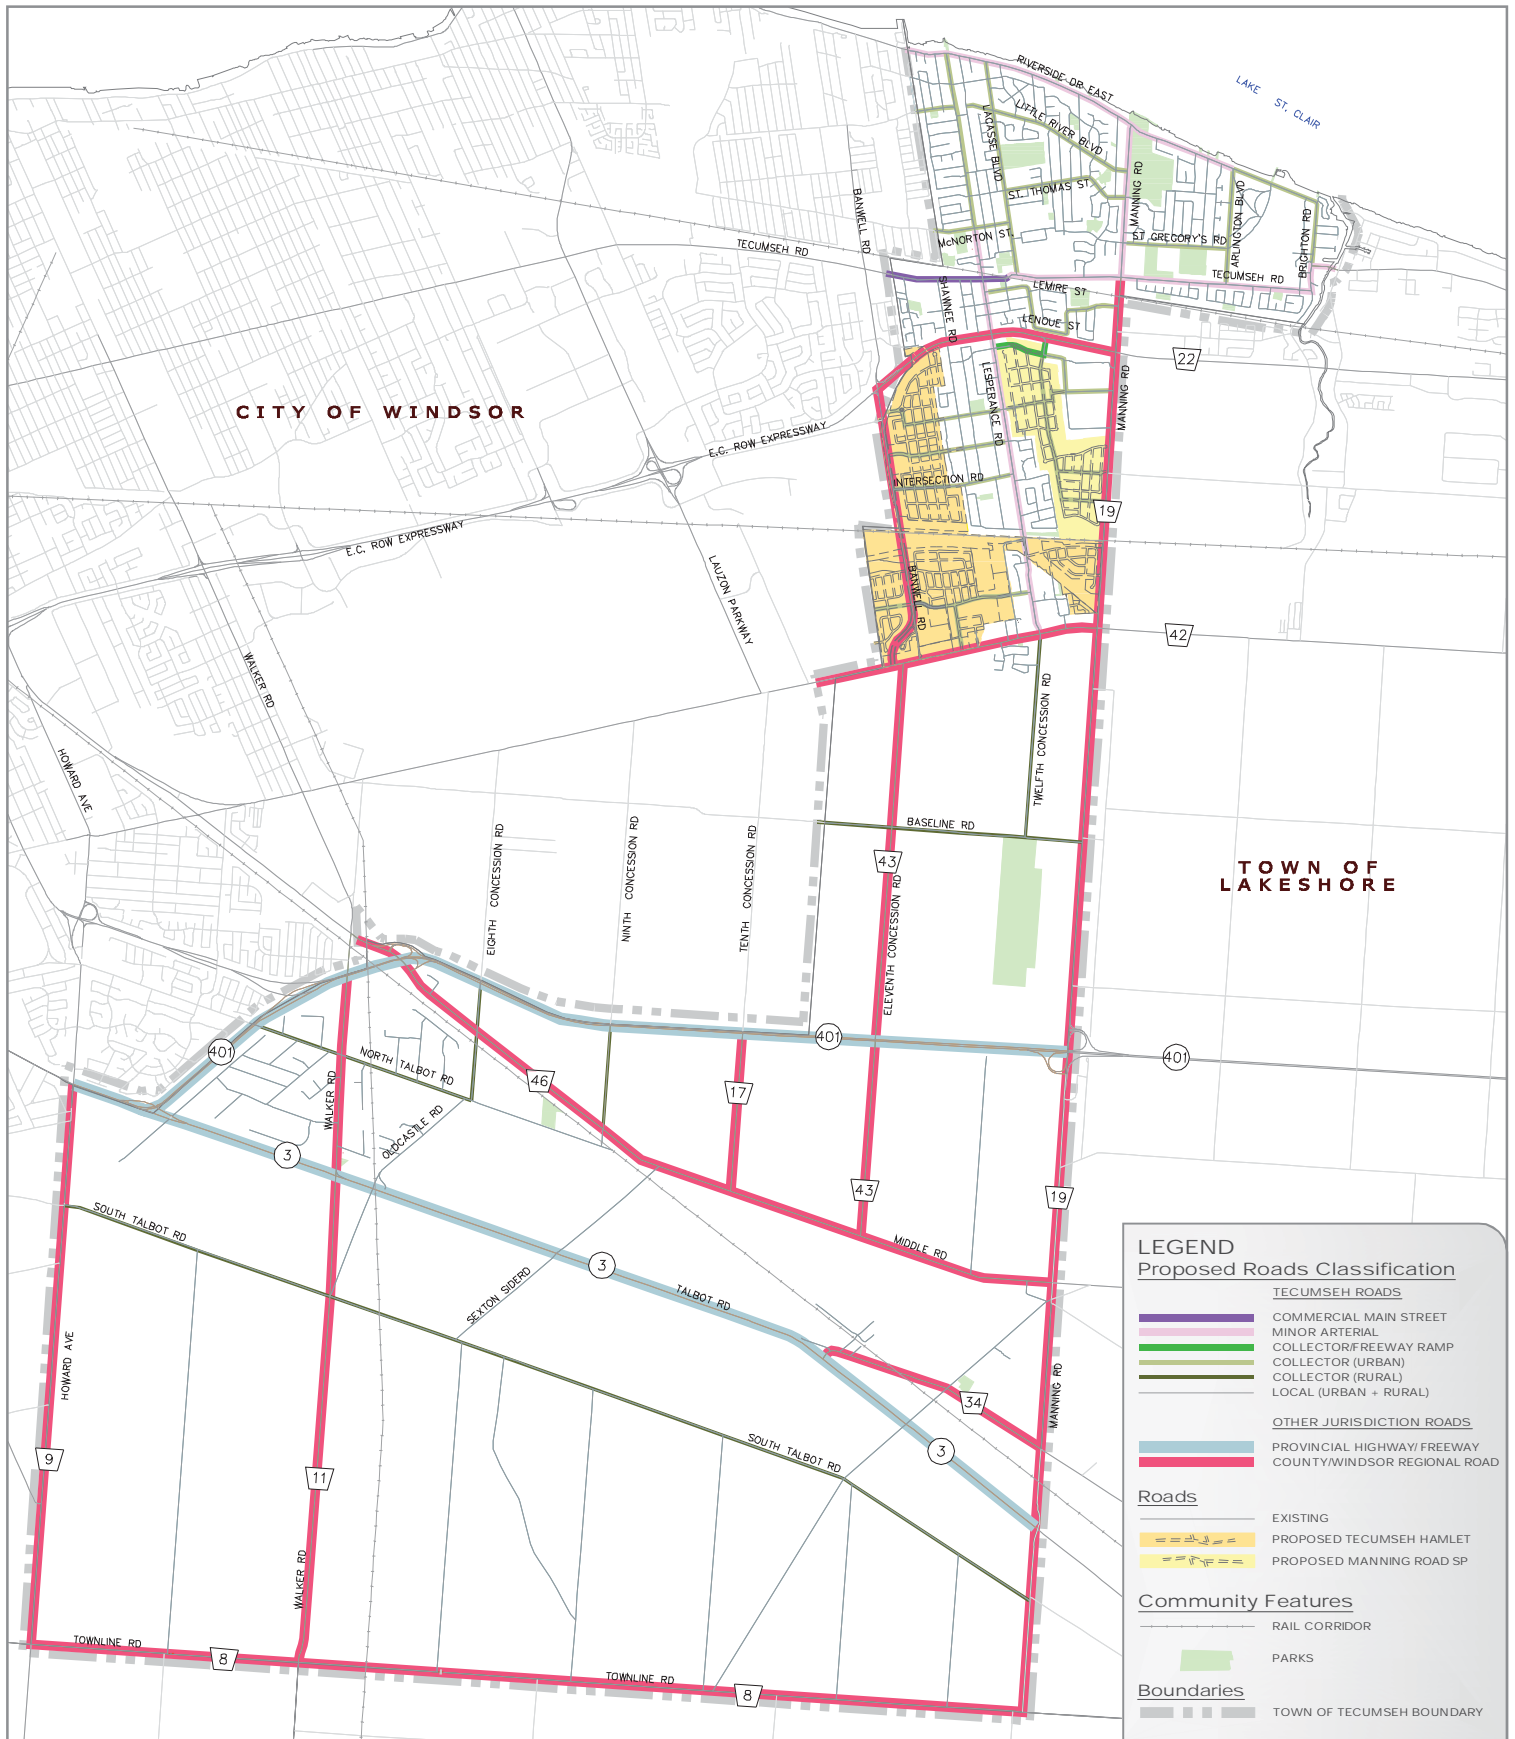 RIVERSIDE DR EAST
LAKE ST. CLAIR
LITTLE RIVER BLVD
LACASSE BLVD
MANNING RD
BANWELL RD
ST. THOMAS ST
ARLINGTON BLVD
BRIGHTON RD
McNORTON ST.
ST GREGORY'S RD
TECUMSEH RD
TECUMSEH RD
LEMIRE ST
SHAWNEE RD
LENOUE ST
22
LESPERANCE RD
MANNING RD
CITY OF WINDSOR
E.C. ROW EXPRESSWAY
INTERSECTION RD
19
E.C. ROW EXPRESSWAY
LAUZON PARKWAY
BANWELL RD
42
WALKER RD
TWELFTH CONCESSION RD
HOWARD AVE
BASELINE RD
EIGHTH CONCESSION RD
NINTH CONCESSION RD
TENTH CONCESSION RD
43
ELEVENTH CONCESSION RD
TOWN OF
LAKESHORE
401
401
401
NORTH TALBOT RD
WALKER RD
46
17
OLDCASTLE RD
3
43
19
SOUTH TALBOT RD
MIDDLE RD
3
SEXTON SIDERD
TALBOT RD
HOWARD AVE
MANNING RD
34
SOUTH TALBOT RD
3
9
11
WALKER RD
TOWNLINE RD
8
TOWNLINE RD
8
LEGEND
Proposed Roads Classification
TECUMSEH ROADS
COMMERCIAL MAIN STREET
MINOR ARTERIAL
COLLECTOR/FREEWAY RAMP
COLLECTOR (URBAN)
COLLECTOR (RURAL)
LOCAL (URBAN + RURAL)
OTHER JURISDICTION ROADS
PROVINCIAL HIGHWAY/ FREEWAY
COUNTY/WINDSOR REGIONAL ROAD
Roads
EXISTING
PROPOSED TECUMSEH HAMLET
PROPOSED MANNING ROAD SP
Community Features
RAIL CORRIDOR
PARKS
Boundaries
TOWN OF TECUMSEH BOUNDARY